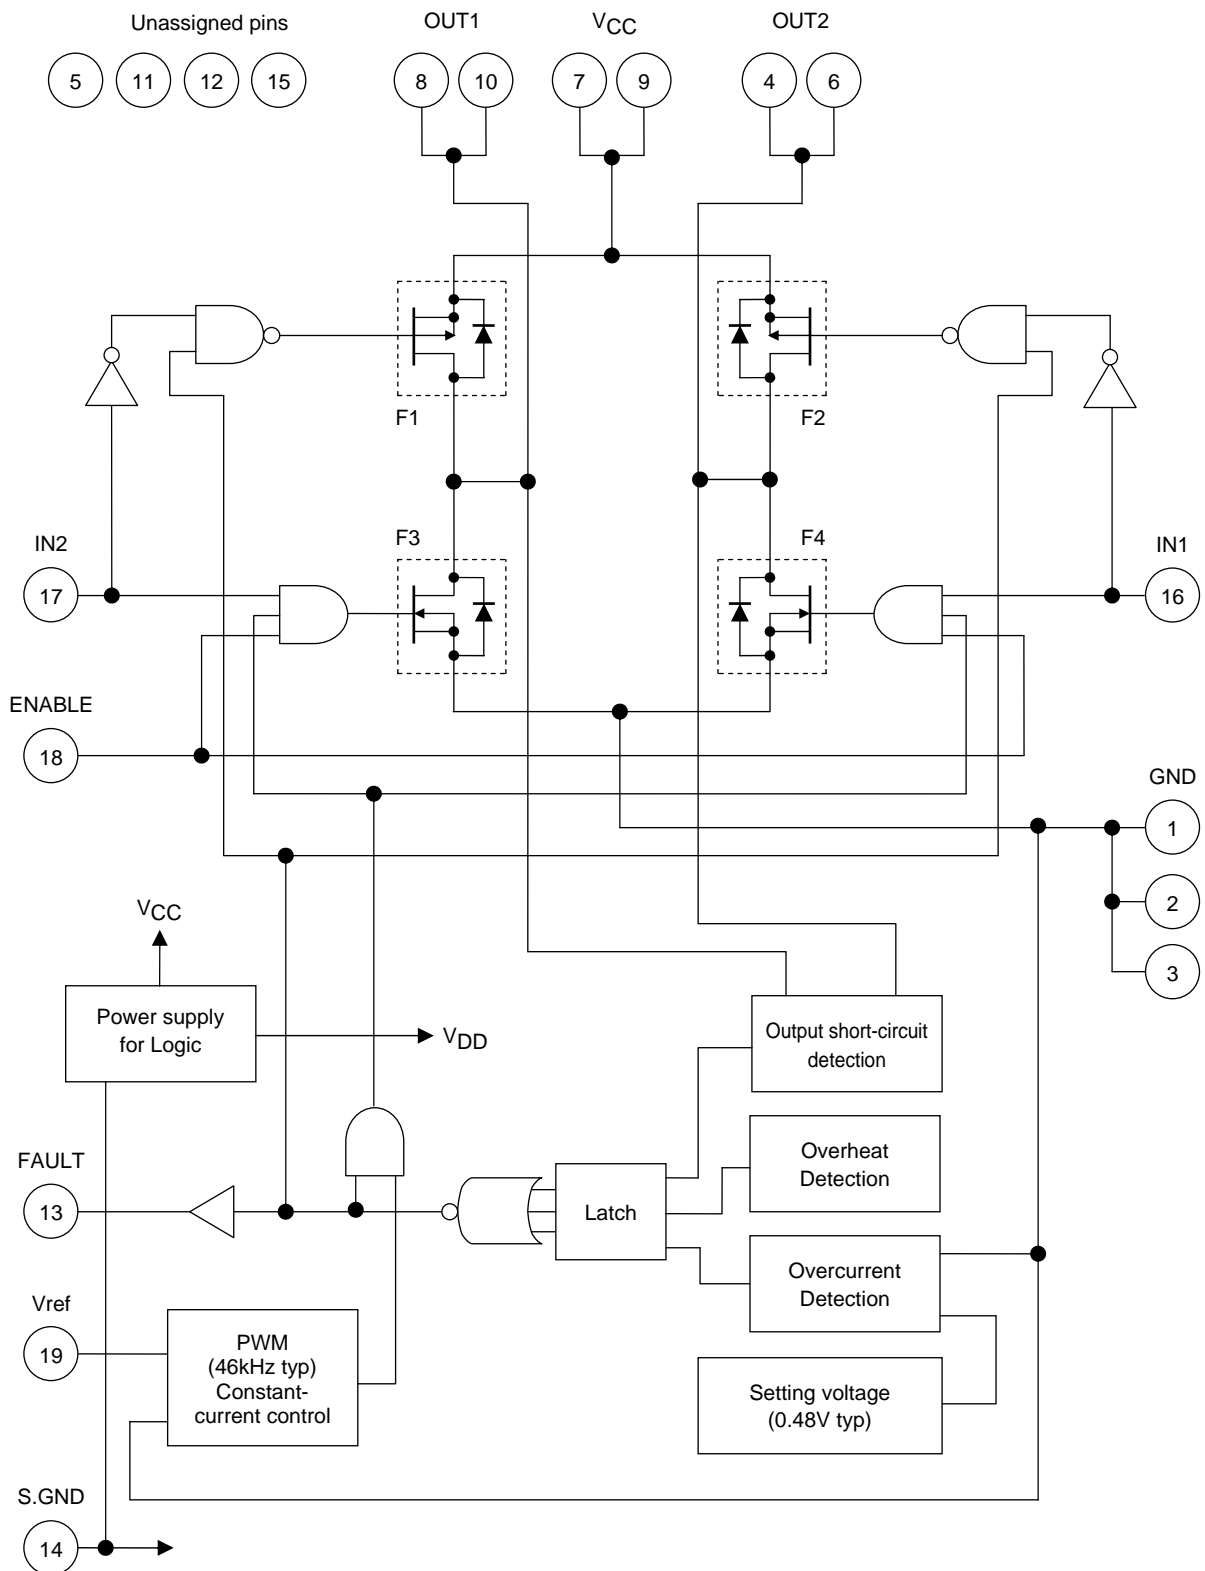 Unassigned pins
OUT1
VCC
OUT2
5
11
12
15
8
10
7
9
4
6
F1
F2
F3
F4
IN2
17
IN1
16
ENABLE
18
GND
1
2
3
VCC
Power supply
for Logic
VDD
Output short-circuit
detection
Overheat
Detection
FAULT
13
Latch
Overcurrent
Detection
Vref
19
PWM
(46kHz typ)
Constant-
current control
Setting voltage
(0.48V typ)
S.GND
14